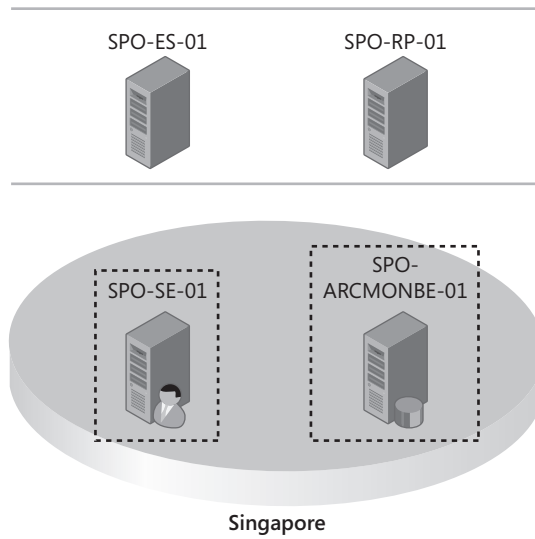 SPO-ES-01
SPO-RP-01
SPO-SE-01
SPO-
ARCMONBE-01
Singapore